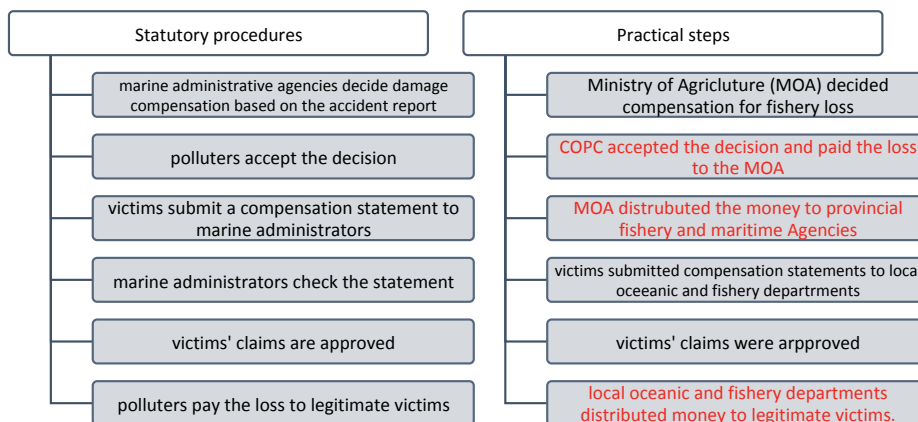 Statutory procedures
marine administrative agencies decide damage
compensation based on the accident report
polluters accept the decision
victims submit a compensation statement to
marine administrators
marine administrators check the statement
victims' claims are approved
polluters pay the loss to legitimate victims
Practical steps
Ministry of Agricluture (MOA) decided
compensation for fishery loss
COPC accepted the decision and paid the loss
to the MOA
MOA distrubuted the money to provincial
fishery and maritime Agencies
victims submitted compensation statements to loca
oceeanic and fishery departrments
victims' claims were arpproved
local oceanic and fishery departments
distributed money to legitimate victims.